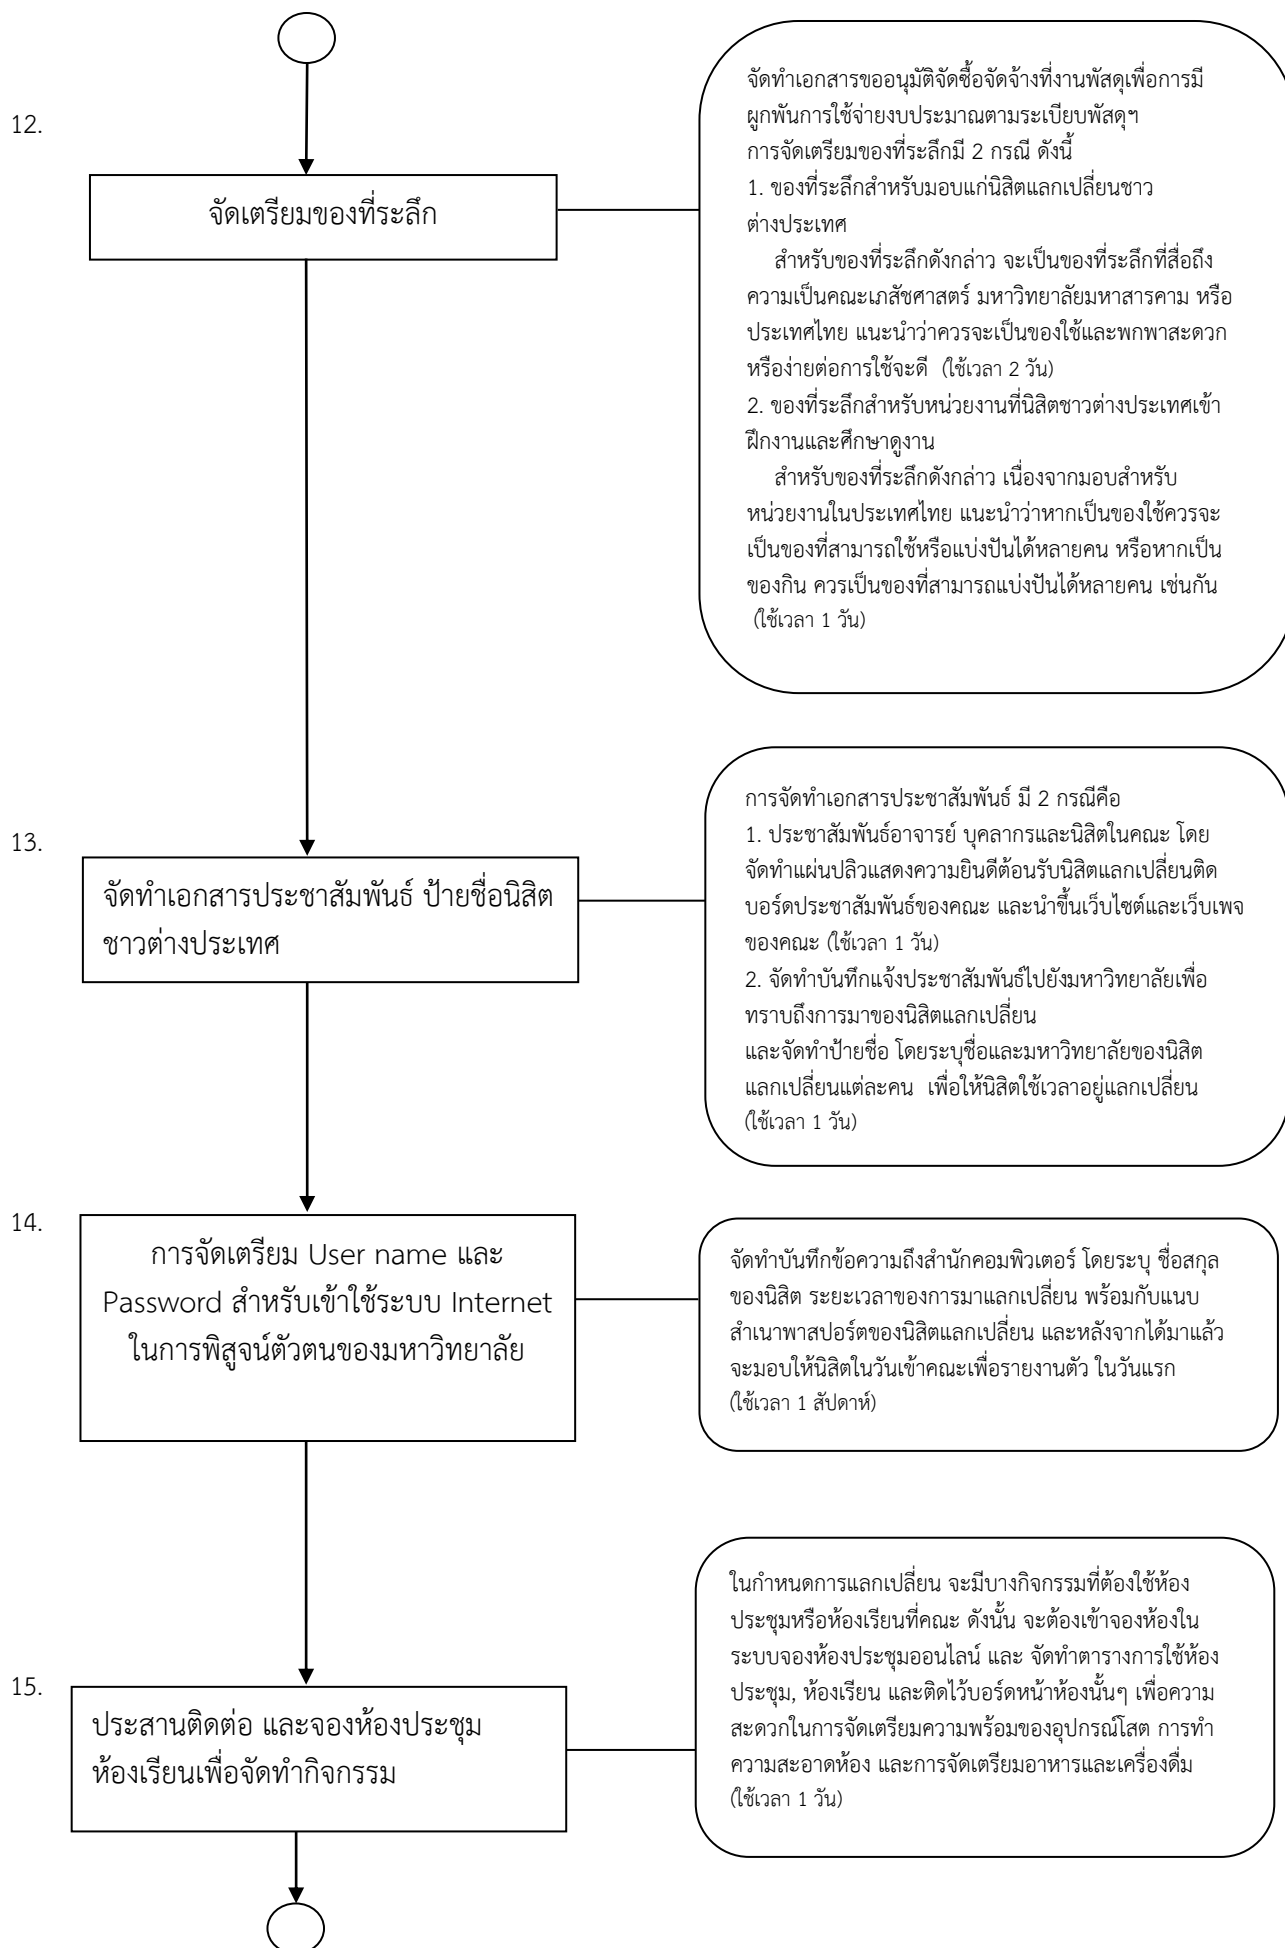 12.
จัดเตรียมของที่ระลึก
จัดทำเอกสารขออนุมัติจัดซื้อจัดจ้างที่งานพัสดุเพื่อการมี
ผูกพันการใช้จ่ายงบประมาณตามระเบียบพัสดุฯ
การจัดเตรียมของที่ระลึกมี 2 กรณี ดังนี้
1. ของที่ระลึกสำหรับมอบแก่นิสิตแลกเปลี่ยนชาว
ต่างประเทศ
สำหรับของที่ระลึกดังกล่าว จะเป็นของที่ระลึกที่สื่อถึง
ความเป็นคณะเภสัชศาสตร์ มหาวิทยาลัยมหาสารคาม หรือ
ประเทศไทย แนะนำว่าควรจะเป็นของใช้และพกพาสะดวก
หรือง่ายต่อการใช้จะดี (ใช้เวลา 2 วัน)
2. ของที่ระลึกสำหรับหน่วยงานที่นิสิตชาวต่างประเทศเข้า
ฝึกงานและศึกษาดูงาน
สำหรับของที่ระลึกดังกล่าว เนื่องจากมอบสำหรับ
หน่วยงานในประเทศไทย แนะนำว่าหากเป็นของใช้ควรจะ
เป็นของที่สามารถใช้หรือแบ่งปันได้หลายคน หรือหากเป็น
ของกิน ควรเป็นของที่สามารถแบ่งปันได้หลายคน เช่นกัน
(ใช้เวลา 1 วัน)
13.
จัดทำเอกสารประชาสัมพันธ์ ป้ายชื่อนิสิต
ชาวต่างประเทศ
การจัดทำเอกสารประชาสัมพันธ์ มี 2 กรณีคือ
1. ประชาสัมพันธ์อาจารย์ บุคลากรและนิสิตในคณะ โดย
จัดทำแผ่นปลิวแสดงความยินดีต้อนรับนิสิตแลกเปลี่ยนติด
บอร์ดประชาสัมพันธ์ของคณะ และนำขึ้นเว็บไซต์และเว็บเพจ
ของคณะ (ใช้เวลา 1 วัน)
2. จัดทำบันทึกแจ้งประชาสัมพันธ์ไปยังมหาวิทยาลัยเพื่อ
ทราบถึงการมาของนิสิตแลกเปลี่ยน
และจัดทำป้ายชื่อ โดยระบุชื่อและมหาวิทยาลัยของนิสิต
แลกเปลี่ยนแต่ละคน เพื่อให้นิสิตใช้เวลาอยู่แลกเปลี่ยน
(ใช้เวลา 1 วัน)
14.
การจัดเตรียม User name และ
Password สำหรับเข้าใช้ระบบ Internet
ในการพิสูจน์ตัวตนของมหาวิทยาลัย
จัดทำบันทึกข้อความถึงสำนักคอมพิวเตอร์ โดยระบุ ชื่อสกุล
ของนิสิต ระยะเวลาของการมาแลกเปลี่ยน พร้อมกับแนบ
สำเนาพาสปอร์ตของนิสิตแลกเปลี่ยน และหลังจากได้มาแล้ว
จะมอบให้นิสิตในวันเข้าคณะเพื่อรายงานตัว ในวันแรก
(ใช้เวลา 1 สัปดาห์)
15.
ประสานติดต่อ และจองห้องประชุม
ห้องเรียนเพื่อจัดทำกิจกรรม
ในกำหนดการแลกเปลี่ยน จะมีบางกิจกรรมที่ต้องใช้ห้อง
ประชุมหรือห้องเรียนที่คณะ ดังนั้น จะต้องเข้าจองห้องใน
ระบบจองห้องประชุมออนไลน์ และ จัดทำตารางการใช้ห้อง
ประชุม, ห้องเรียน และติดไว้บอร์ดหน้าห้องนั้นๆ เพื่อความ
สะดวกในการจัดเตรียมความพร้อมของอุปกรณ์โสต การทำ
ความสะอาดห้อง และการจัดเตรียมอาหารและเครื่องดื่ม
(ใช้เวลา 1 วัน)